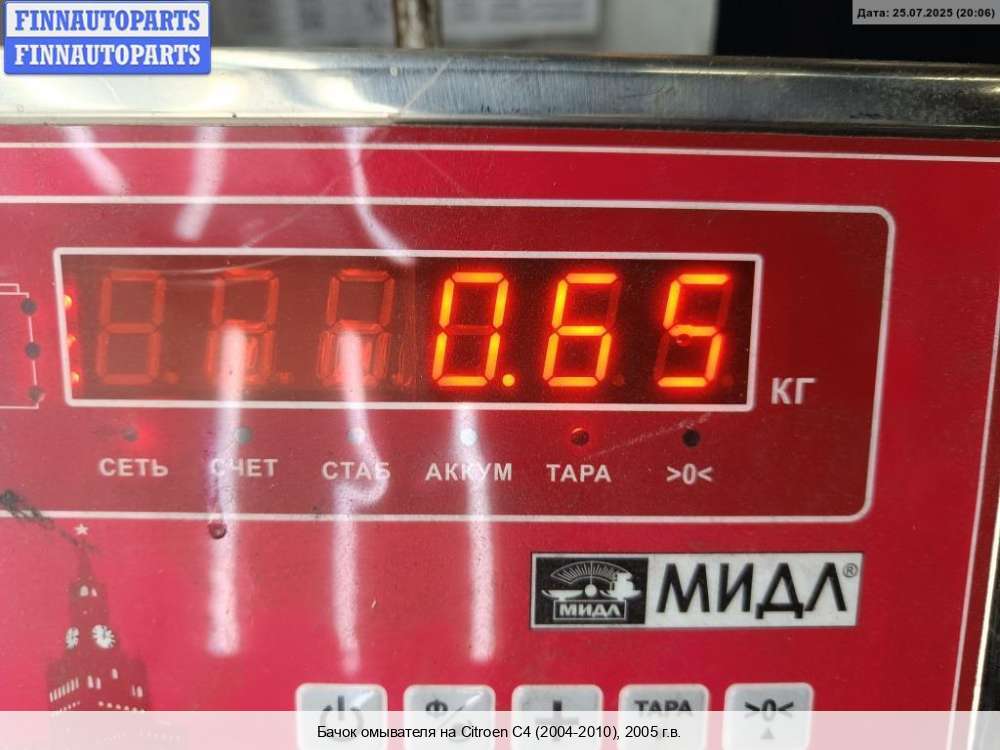 FINNAUTOPARTS
FINNAUTOPARTS
Дата: 25.07.2025 (20:06)
0.65
КГ
СЕТЬ СЧЕТ СТАБ АККУМ ТАРА >0<
МИДЛ МИДЛ®
ТАРА >0<
Бачок омывателя на Citroen C4 (2004-2010), 2005 г.в.